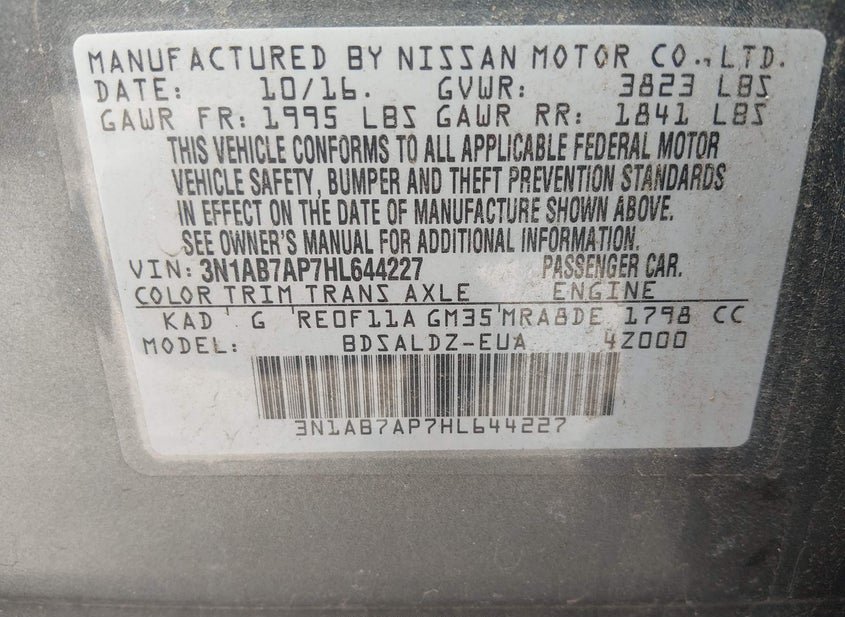 MANUFACTURED BY NISSAN MOTOR CO., LTD.
DATE: 10/16. GVWR: 3823 LBS
GAWR FR: 1995 LBS GAWR RR: 1841 LBS
THIS VEHICLE CONFORMS TO ALL APPLICABLE FEDERAL MOTOR
VEHICLE SAFETY, BUMPER AND THEFT PREVENTION STANDARDS
IN EFFECT ON THE DATE OF MANUFACTURE SHOWN ABOVE.
SEE OWNER'S MANUAL FOR ADDITIONAL INFORMATION.
VIN: 3N1AB7AP7HL644227 PASSENGER CAR.
COLOR TRIM TRANS AXLE ENGINE
KAD G RE0F11A GM35 MRA8DE 1798 CC
MODEL: BDSALDZ-EUA 4Z000
3N1AB7AP7HL644227